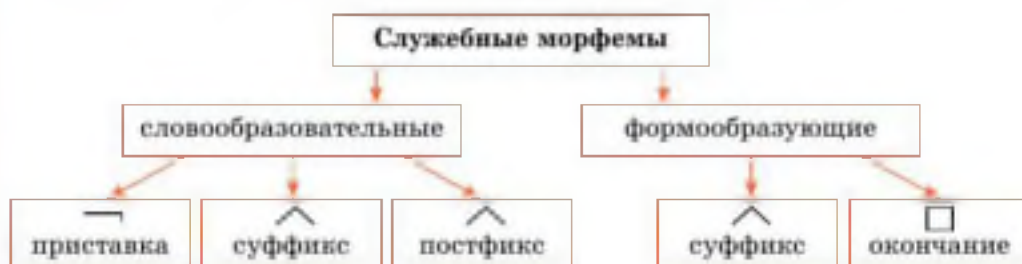 Служебные морфемы
словообразовательные формообразующие
приставка суффикс постфикс суффикс окончание